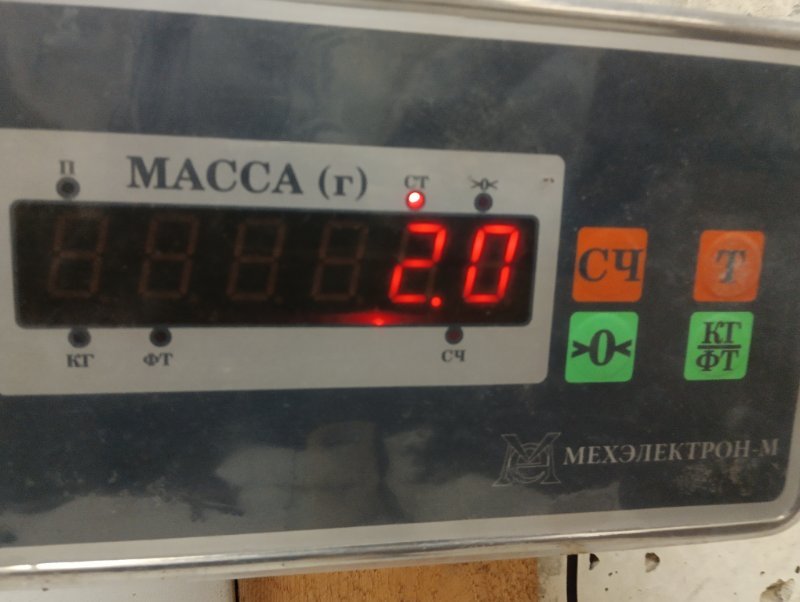 П
МАССА (г)
СТ
>0<
2.0
КГ
ФТ
СЧ
СЧ
Т
>0<
КГ
ФТ
МЕХЭЛЕКТРОН-М